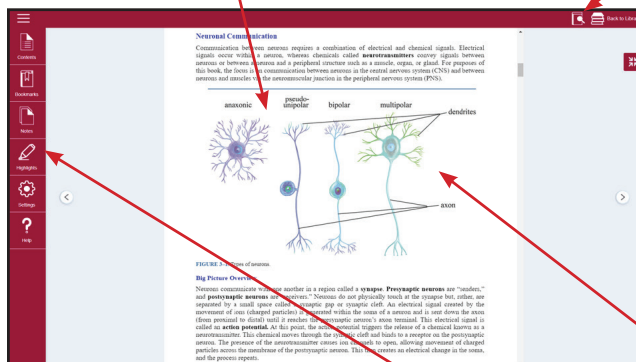 Back to Libra
Contents
Bookmarks
Notes
Highlights
Settings
Help
Neuronal Communication
Communication between neurons requires a combination of electrical and chemical signals. Electrical
signals occur within a neuron, whereas chemicals called neurotransmitters convey signals between
neurons or between a neuron and a peripheral structure such as a muscle, organ, or gland. For purposes of
this book, the focus is on communication between neurons in the central nervous system (CNS) and between
neurons and muscles via the neuromuscular junction in the peripheral nervous system (PNS).
anaxonic
pseudo-
unipolar
bipolar
multipolar
dendrites
axon
FIGURE 3-1 Types of neurons
Big Picture Overview
Neurons communicate with one another in a region called a synapse. Presynaptic neurons are "senders,"
and postsynaptic neurons are "receivers." Neurons do not physically touch at the synapse but, rather, are
separated by a small space called a synaptic gap or synaptic cleft. An electrical signal created by the
movement of ions (charged particles) is generated within the soma of a neuron and is sent down the axon
(from proximal to distal) until it reaches the presynaptic neuron's axon terminal. This electrical signal is
called an action potential. At this point, the action potential triggers the release of a chemical known as a
neurotransmitter. This chemical moves through the synaptic cleft and binds to a receptor on the postsynaptic
neuron. The presence of the neurotransmitter causes ion channels to open, allowing movement of charged
particles across the membrane of the postsynaptic neuron. This then creates an electrical change in the soma,
and the process repeats.